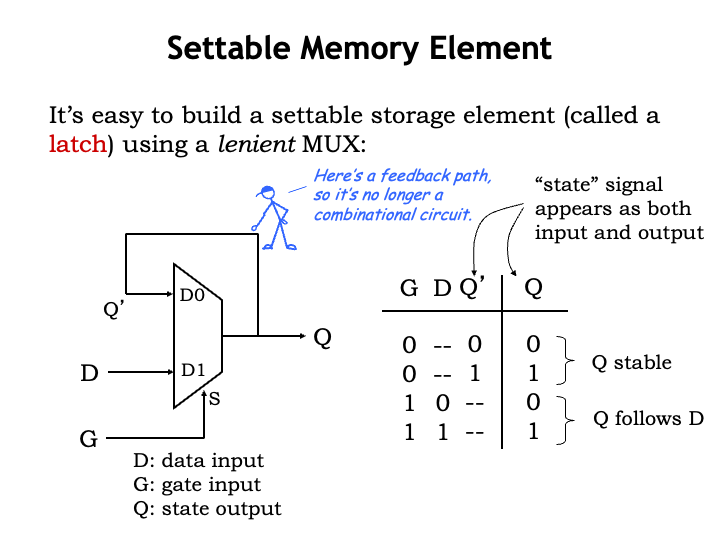 Settable Memory Element
It’s easy to build a settable storage element (called a
latch) using a lenient MUX:
Here’s a feedback path,
so it’s no longer a
combinational circuit.
“state” signal
appears as both
input and output
D0
Q’
Q
D
D1
S
G
D: data input
G: gate input
Q: state output
G D Q’ Q
0 -- 0 0
0 -- 1 1
1 0 -- 0
1 1 -- 1
Q stable
Q follows D